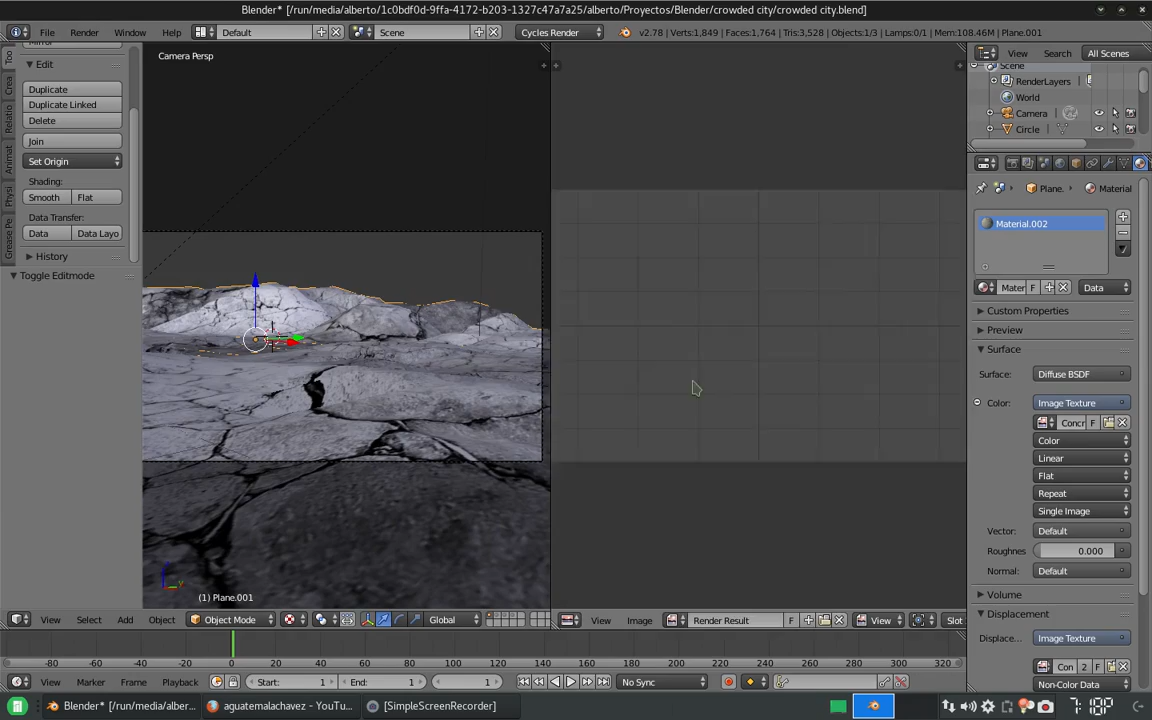 Blender* [/run/media/alberto/1c0bdf0d-9ffa-4172-b203-1327c47a7a25/alberto/Proyectos/Blender/crowded city/crowded city.blend]
File Render Window Help Default Scene Cycles Render v2.78 | Verts:1,849 | Faces:1,764 | Tris:3,528 | Objects:1/3 | Lamps:0/1 | Mem:108.46M | Plane.001
Mirror
Edit
Duplicate
Duplicate Linked
Delete
Join
Set Origin
Shading:
Smooth Flat
Data Transfer:
Data Data Layo
History
Toggle Editmode
Too
Crea
Relatio
Animat
Physi
Grease Pe
Camera Persp
(1) Plane.001
View Select Add Object Object Mode Global
View Image Render Result F View Slot
View Search All Scenes
Scene
RenderLayers
World
Camera
Circle
Plane. Material
Material.002
Mater F Data
Custom Properties
Preview
Surface
Surface: Diffuse BSDF
Color: Image Texture
Concr F
Color
Linear
Flat
Repeat
Single Image
Vector: Default
Roughnes 0.000
Normal: Default
Volume
Displacement
Displace... Image Texture
Con 2 F
Non-Color Data
-80 -60 -40 -20 0 20 40 60 80 100 120 140 160 180 200 220 240 260 280 300 320
View Marker Frame Playback Start: 1 End: 1 1 No Sync
Blender* [/run/media/alber... aguatemalachavez - YouTu... [SimpleScreenRecorder]